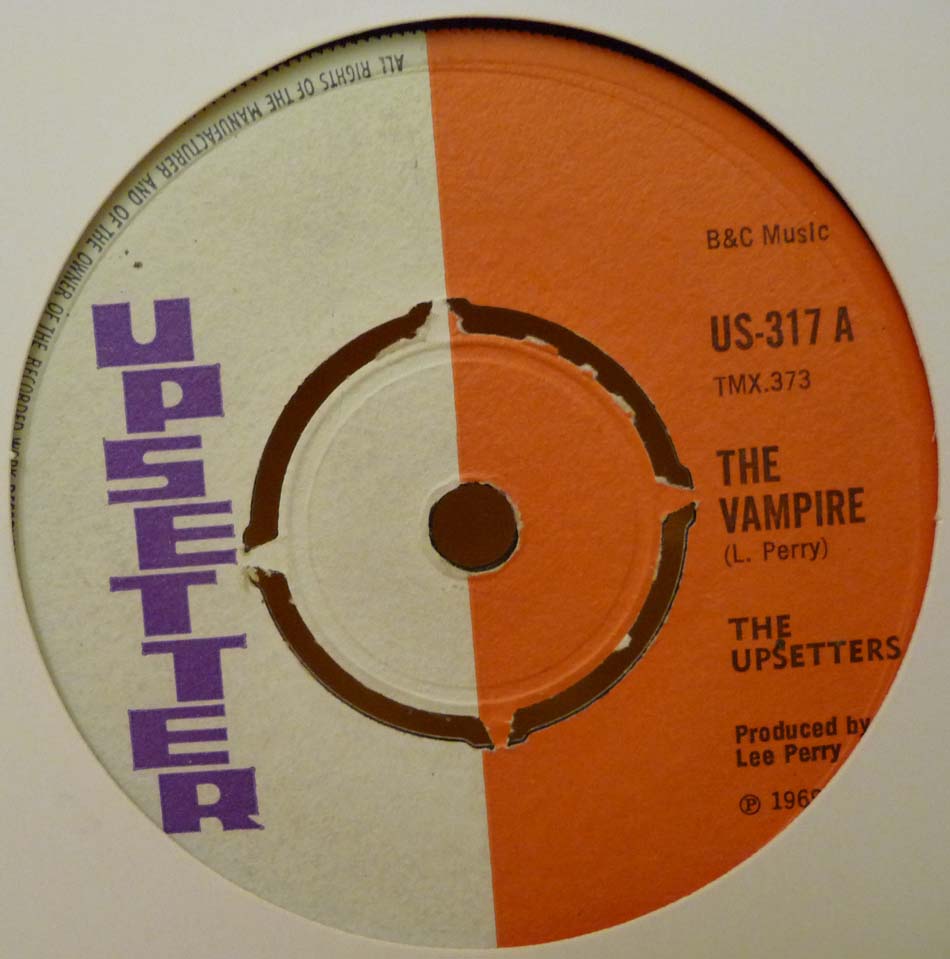 ALL RIGHTS OF THE MANUFACTURER AND OF THE OWNER OF THE RECORDED
UPSETTER
B&C Music
US-317 A
TMX.373
THE
VAMPIRE
(L. Perry)
THE
UPSETTERS
Produced by
Lee Perry
℗ 196